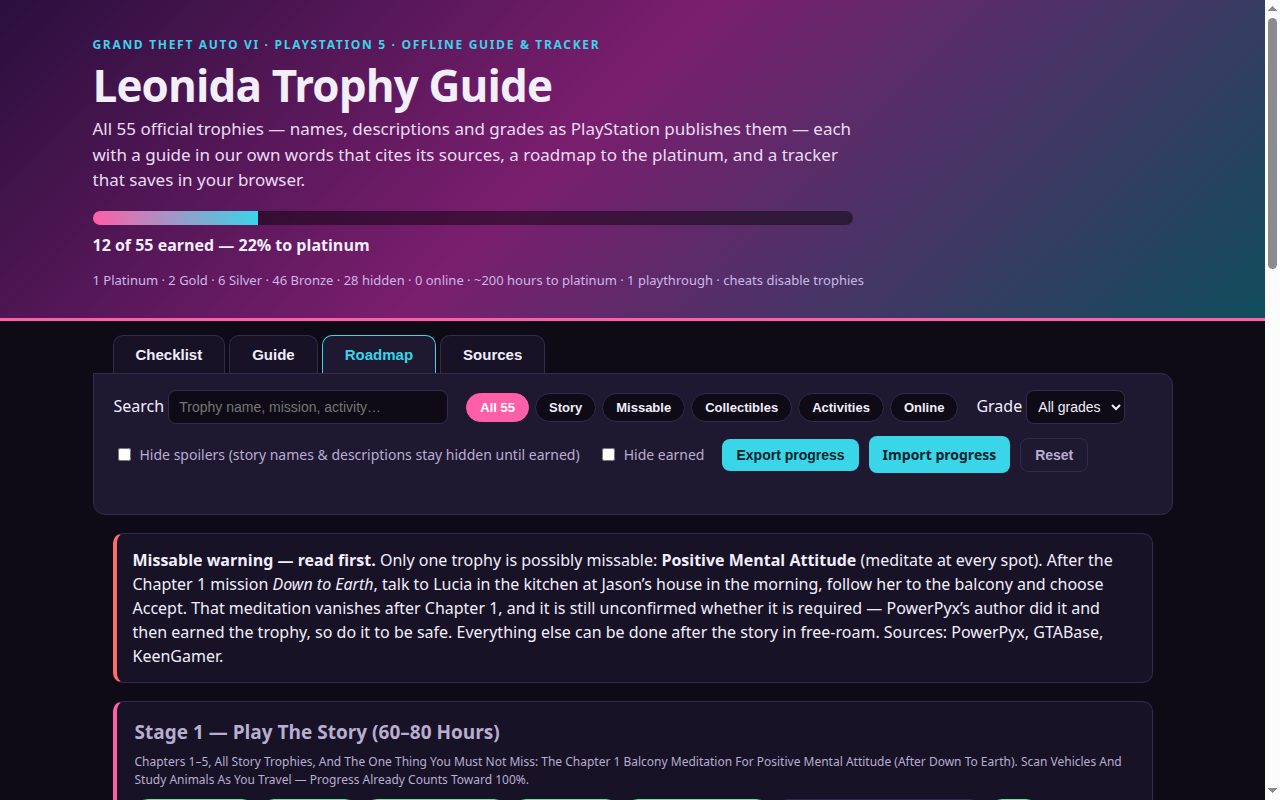 GRAND THEFT AUTO VI · PLAYSTATION 5 · OFFLINE GUIDE & TRACKER
Leonida Trophy Guide
All 55 official trophies — names, descriptions and grades as PlayStation publishes them — each
with a guide in our own words that cites its sources, a roadmap to the platinum, and a tracker
that saves in your browser.
12 of 55 earned — 22% to platinum
1 Platinum · 2 Gold · 6 Silver · 46 Bronze · 28 hidden · 0 online · ~200 hours to platinum · 1 playthrough · cheats disable trophies
Checklist Guide Roadmap Sources
Search Trophy name, mission, activity… All 55 Story Missable Collectibles Activities Online Grade All grades
Hide spoilers (story names & descriptions stay hidden until earned) Hide earned Export progress Import progress Reset
Missable warning — read first. Only one trophy is possibly missable: Positive Mental Attitude (meditate at every spot). After the
Chapter 1 mission Down to Earth, talk to Lucia in the kitchen at Jason’s house in the morning, follow her to the balcony and choose
Accept. That meditation vanishes after Chapter 1, and it is still unconfirmed whether it is required — PowerPyx’s author did it and
then earned the trophy, so do it to be safe. Everything else can be done after the story in free-roam. Sources: PowerPyx, GTABase,
KeenGamer.
Stage 1 — Play The Story (60–80 Hours)
Chapters 1–5, All Story Trophies, And The One Thing You Must Not Miss: The Chapter 1 Balcony Meditation For Positive Mental Attitude (After Down To Earth). Scan Vehicles And
Study Animals As You Travel — Progress Already Counts Toward 100%.